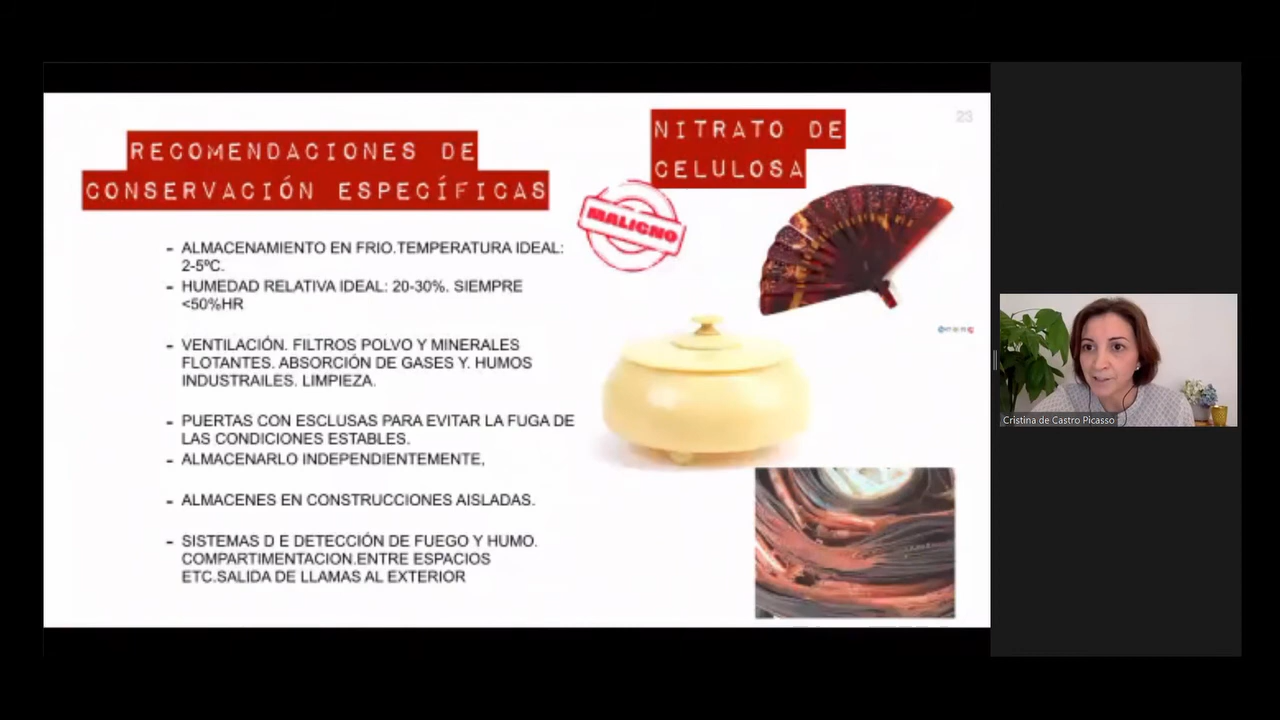 RECOMENDACIONES DE
CONSERVACIÓN ESPECÍFICAS
- ALMACENAMIENTO EN FRIO.TEMPERATURA IDEAL:
2-5ºC.
- HUMEDAD RELATIVA IDEAL: 20-30%. SIEMPRE
<50%HR
- VENTILACIÓN. FILTROS POLVO Y MINERALES
FLOTANTES. ABSORCIÓN DE GASES Y. HUMOS
INDUSTRAILES. LIMPIEZA.
- PUERTAS CON ESCLUSAS PARA EVITAR LA FUGA DE
LAS CONDICIONES ESTABLES.
- ALMACENARLO INDEPENDIENTEMENTE,
- ALMACENES EN CONSTRUCCIONES AISLADAS.
- SISTEMAS D E DETECCIÓN DE FUEGO Y HUMO.
COMPARTIMENTACION.ENTRE ESPACIOS
ETC.SALIDA DE LLAMAS AL EXTERIOR
NITRATO DE
CELULOSA
MALIGNO
23
Cristina de Castro Picasso